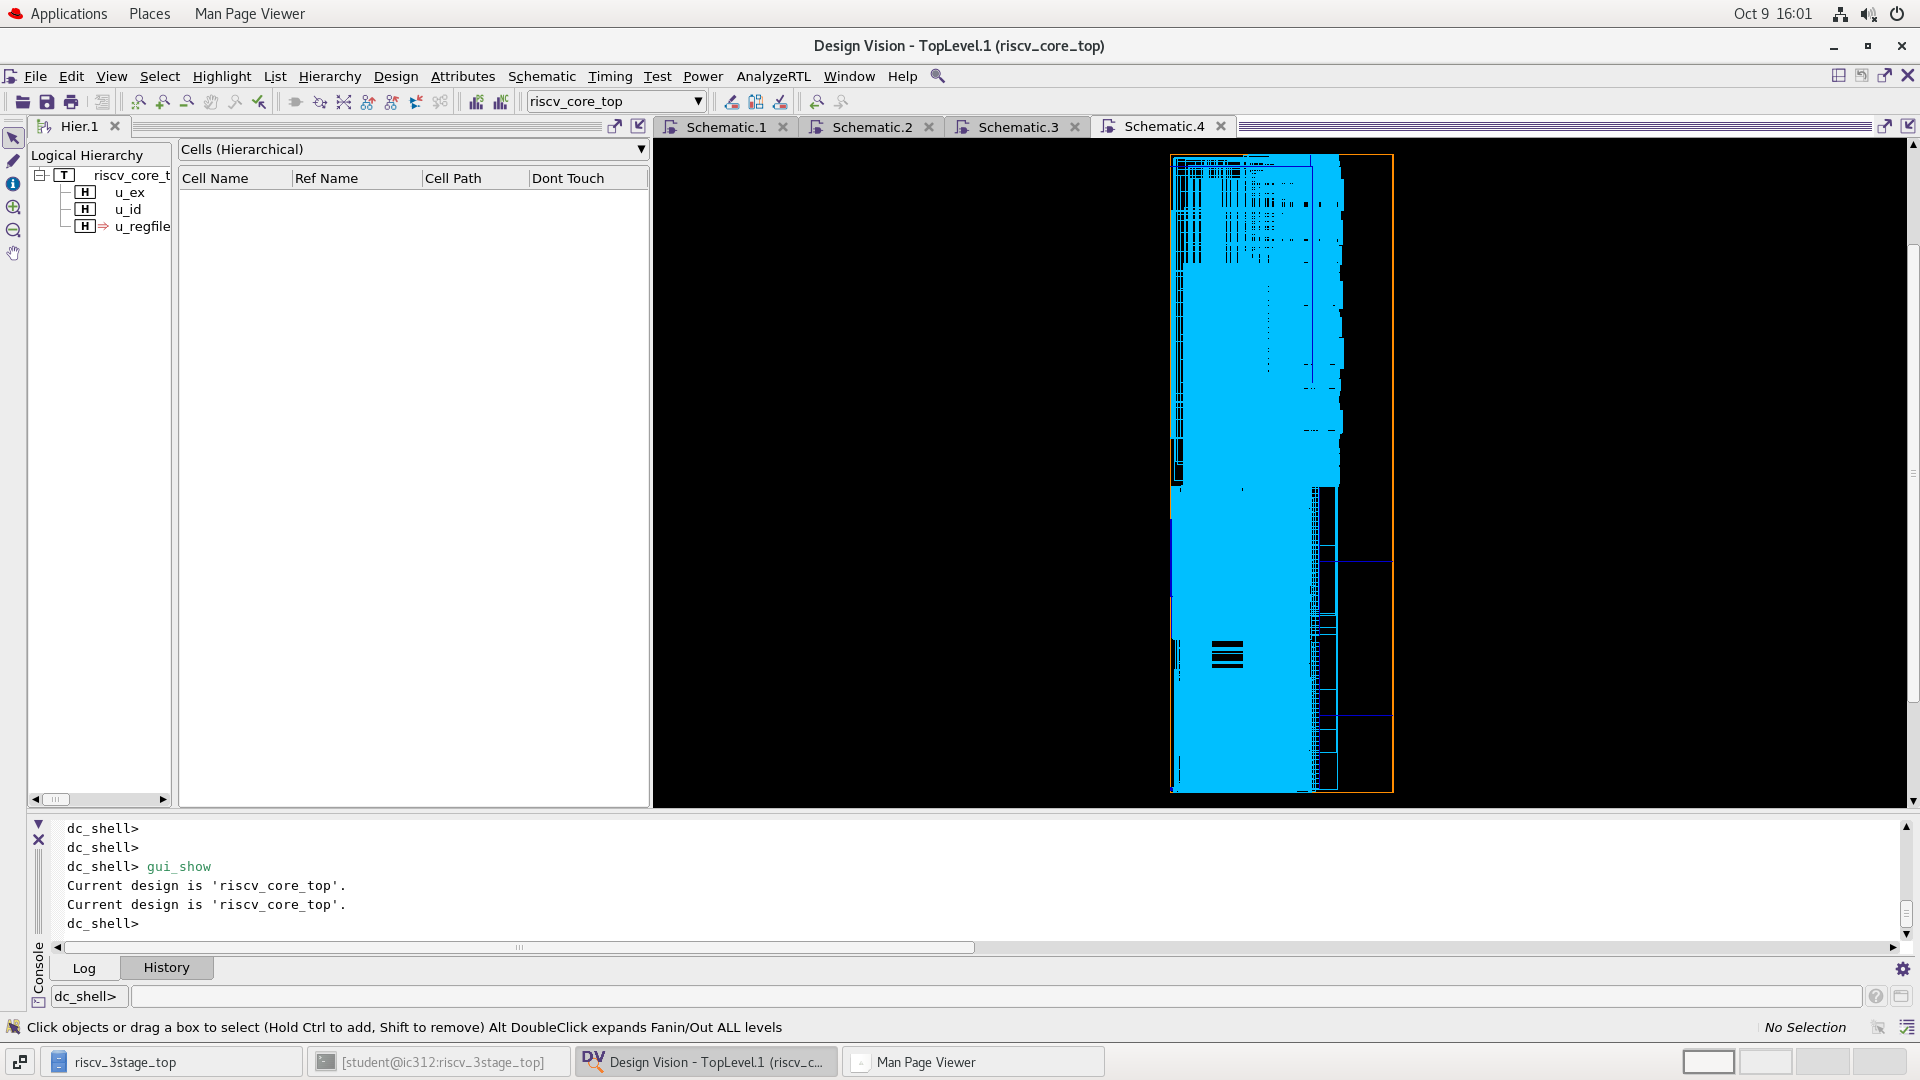 Applications Places Man Page Viewer Oct 9 16:01
Design Vision - TopLevel.1 (riscv_core_top)
File Edit View Select Highlight List Hierarchy Design Attributes Schematic Timing Test Power AnalyzeRTL Window Help
riscv_core_top
Hier.1 Schematic.1 Schematic.2 Schematic.3 Schematic.4
Logical Hierarchy
T riscv_core_t
H u_ex
H u_id
H u_regfile
Cells (Hierarchical)
Cell Name Ref Name Cell Path Dont Touch
dc_shell>
dc_shell>
dc_shell> gui_show
Current design is 'riscv_core_top'.
Current design is 'riscv_core_top'.
dc_shell>
Console
Log History
dc_shell>
Click objects or drag a box to select (Hold Ctrl to add, Shift to remove) Alt DoubleClick expands Fanin/Out ALL levels No Selection
riscv_3stage_top [student@ic312:riscv_3stage_top] DV Design Vision - TopLevel.1 (riscv_c... Man Page Viewer